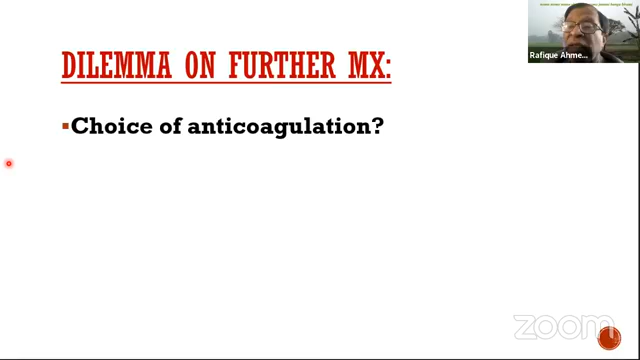 DILEMMA ON FURTHER MX:
▪Choice of anticoagulation?
Rafique Ahme...
zoom